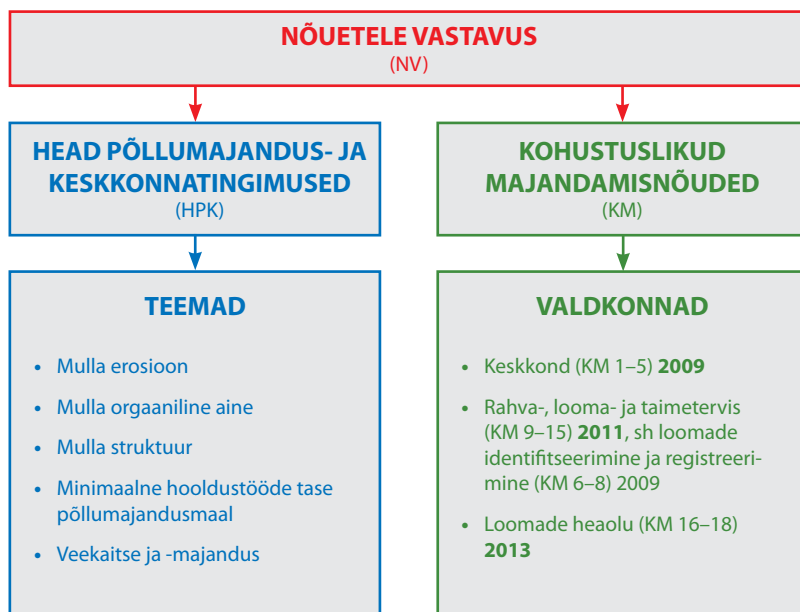 NÕUETELE VASTAVUS
(NV)
HEAD PÕLLUMAJANDUS- JA
KESKKONNATINGIMUSED
(HPK)
TEEMAD
• Mulla erosioon
• Mulla orgaaniline aine
• Mulla struktuur
• Minimaalne hooldustööde tase
põllumajandusmaal
• Veekaitse ja -majandus
KOHUSTUSLIKUD
MAJANDAMISNÕUDED
(KM)
VALDKONNAD
• Keskkond (KM 1–5) 2009
• Rahva-, looma- ja taimetervis
(KM 9–15) 2011, sh loomade
identifitseerimine ja registreeri-
mine (KM 6–8) 2009
• Loomade heaolu (KM 16–18)
2013